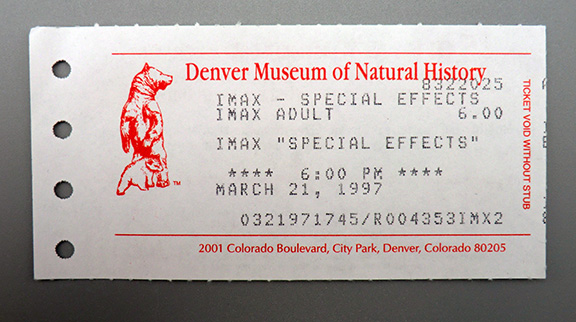 Denver Museum of Natural History
8322025
IMAX - SPECIAL EFFECTS
IMAX ADULT 6.00
IMAX "SPECIAL EFFECTS"
**** 6:00 PM ****
MARCH 21, 1997
0321971745/R004353IMX2
2001 Colorado Boulevard, City Park, Denver, Colorado 80205
TICKET VOID WITHOUT STUB
TM